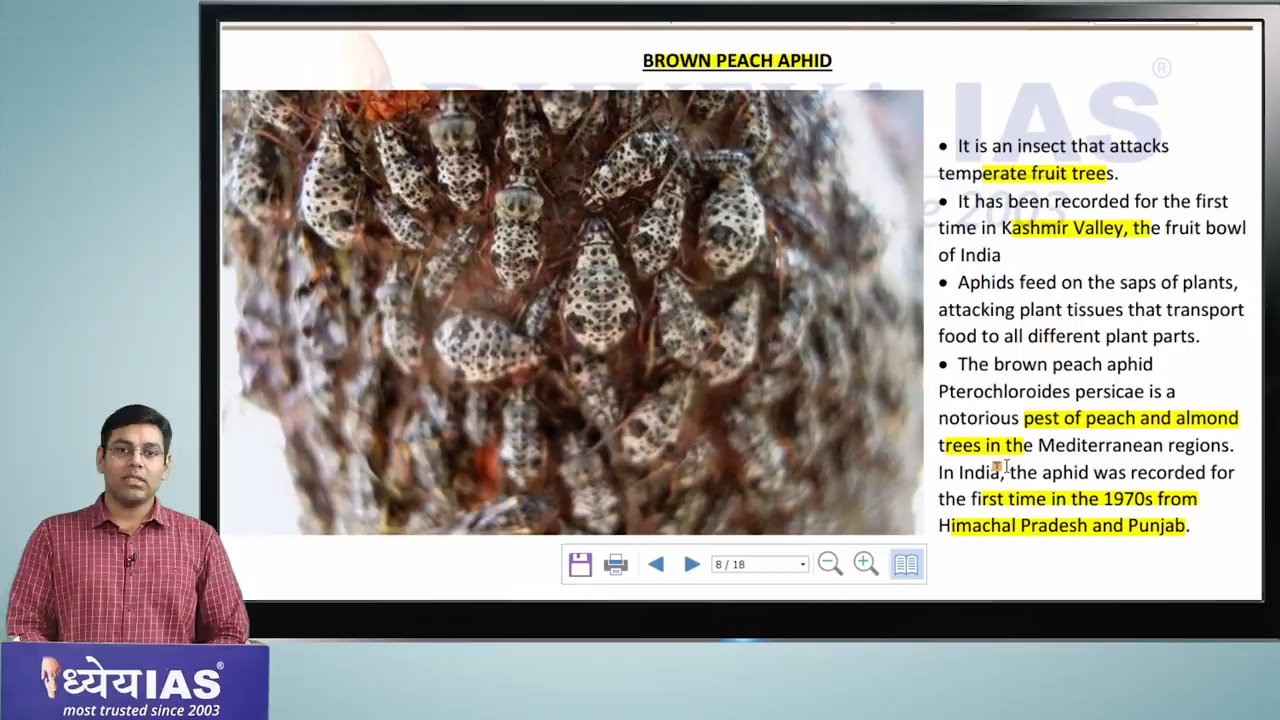 BROWN PEACH APHID
IAS®
• It is an insect that attacks
temperate fruit trees.
• It has been recorded for the first
time in Kashmir Valley, the fruit bowl
of India
• Aphids feed on the saps of plants,
attacking plant tissues that transport
food to all different plant parts.
• The brown peach aphid
Pterochloroides persicae is a
notorious pest of peach and almond
trees in the Mediterranean regions.
In India, the aphid was recorded for
the first time in the 1970s from
Himachal Pradesh and Punjab.
8 / 18
ध्येय IAS®
most trusted since 2003